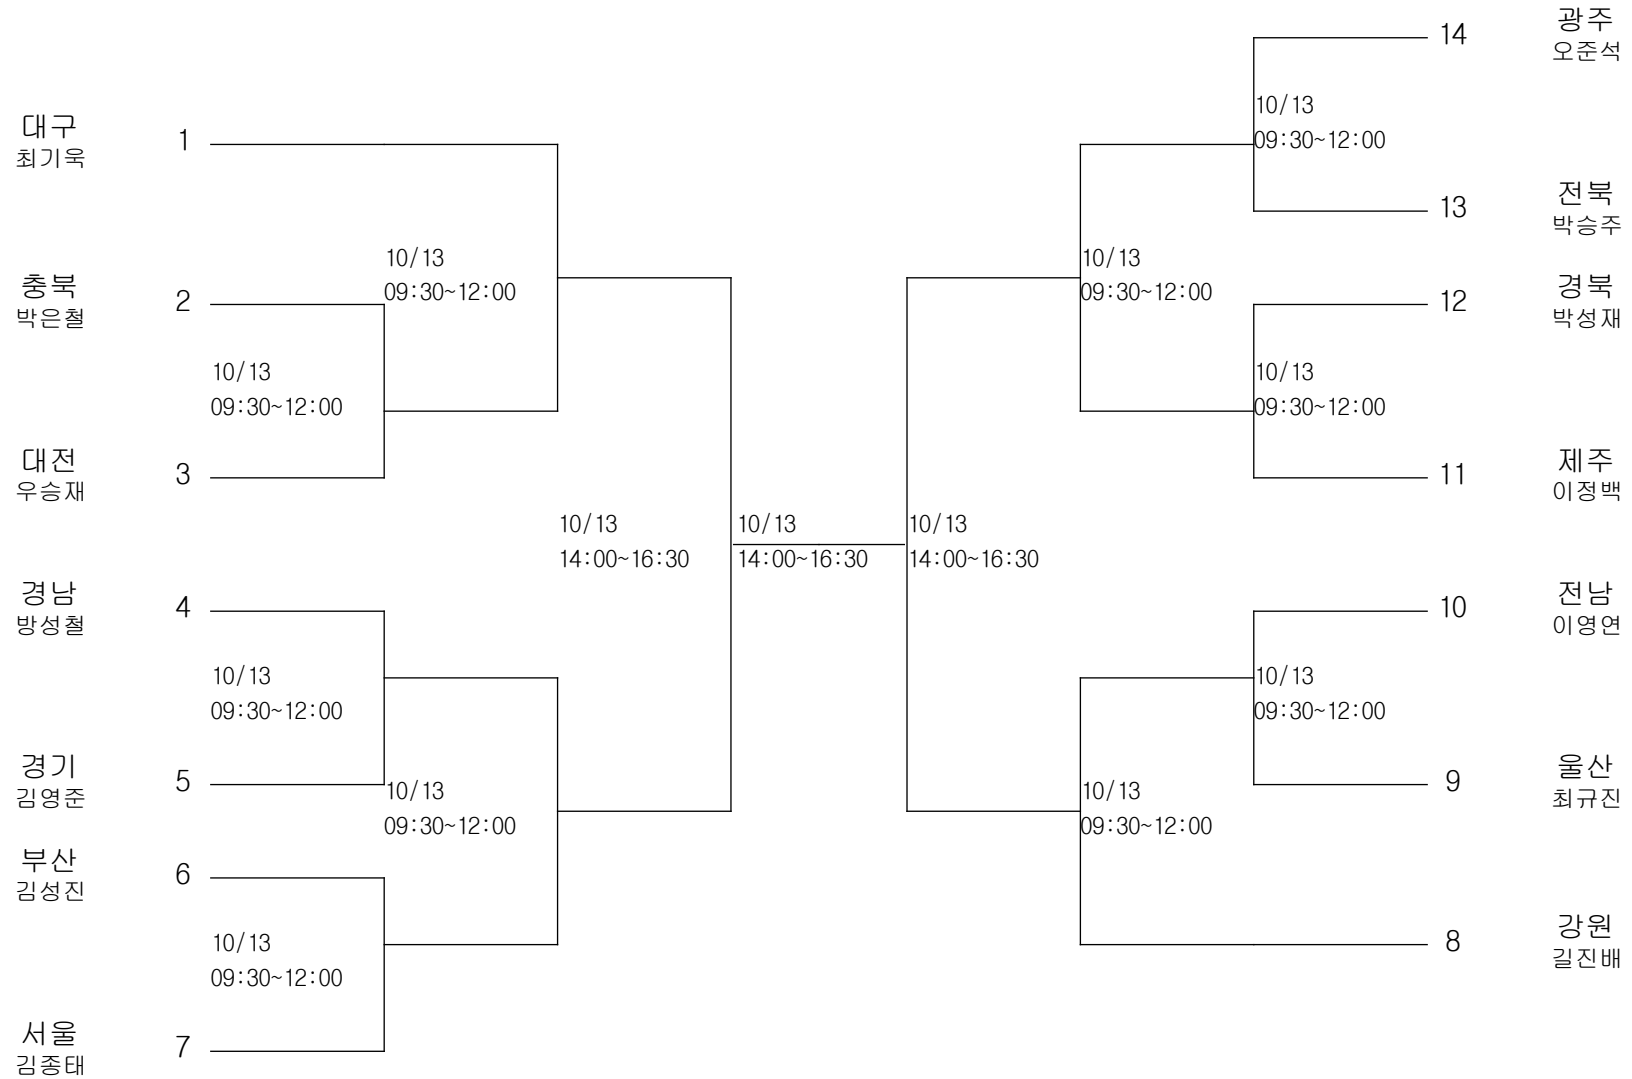 대구
최기욱
1
충북
박은철
2
10/13
09:30~12:00
10/13
09:30~12:00
대전
우승재
3
경남
방성철
4
10/13
09:30~12:00
경기
김영준
5
10/13
09:30~12:00
부산
김성진
6
10/13
09:30~12:00
서울
김종태
7
10/13
14:00~16:30
10/13
14:00~16:30
10/13
14:00~16:30
14
광주
오준석
10/13
09:30~12:00
13
전북
박승주
10/13
09:30~12:00
12
경북
박성재
10/13
09:30~12:00
11
제주
이정백
10
전남
이영연
10/13
09:30~12:00
9
울산
최규진
10/13
09:30~12:00
8
강원
길진배